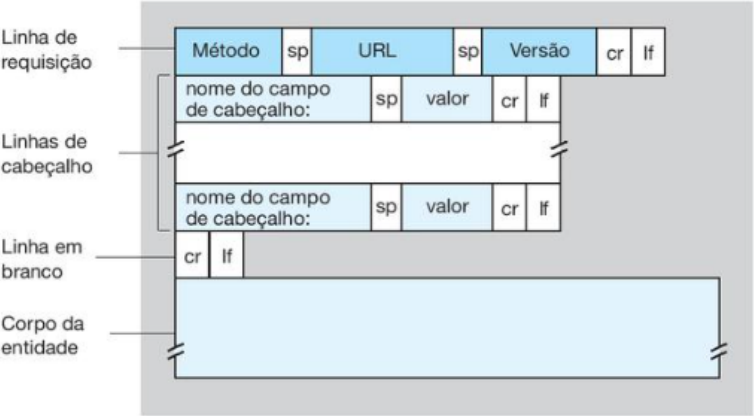 Linha de
requisição
Método sp URL sp Versão cr lf
nome do campo
de cabeçalho: sp valor cr lf
Linhas de
cabeçalho
nome do campo
de cabeçalho: sp valor cr lf
Linha em
branco
cr lf
Corpo da
entidade